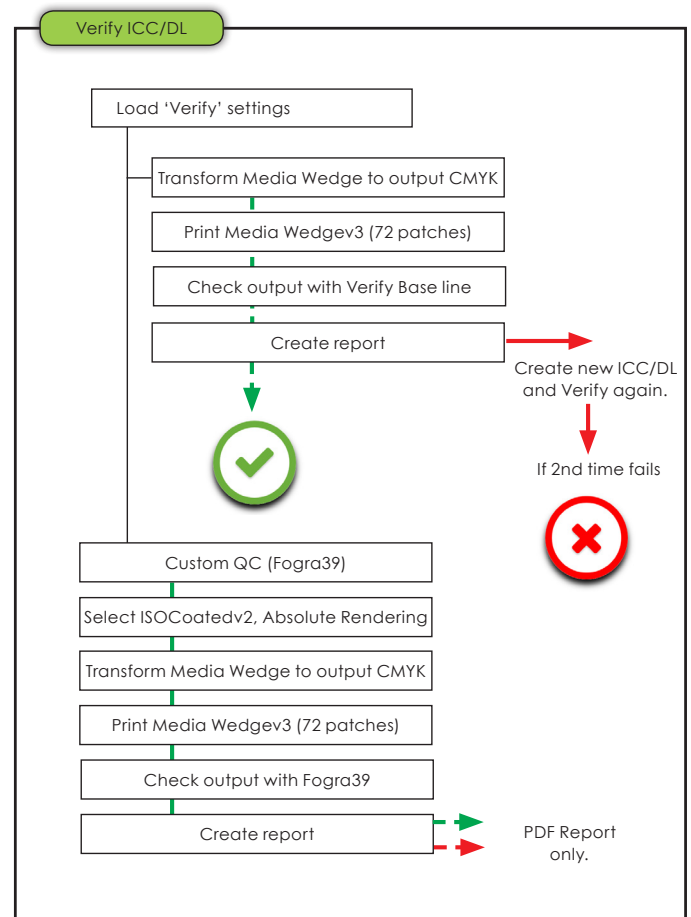 Verify ICC/DL
Load ‘Verify’ settings
Transform Media Wedge to output CMYK
Print Media Wedgev3 (72 patches)
Check output with Verify Base line
Create report
Create new ICC/DL
and Verify again.
If 2nd time fails
Custom QC (Fogra39)
Select ISOCoatedv2, Absolute Rendering
Transform Media Wedge to output CMYK
Print Media Wedgev3 (72 patches)
Check output with Fogra39
Create report
PDF Report
only.